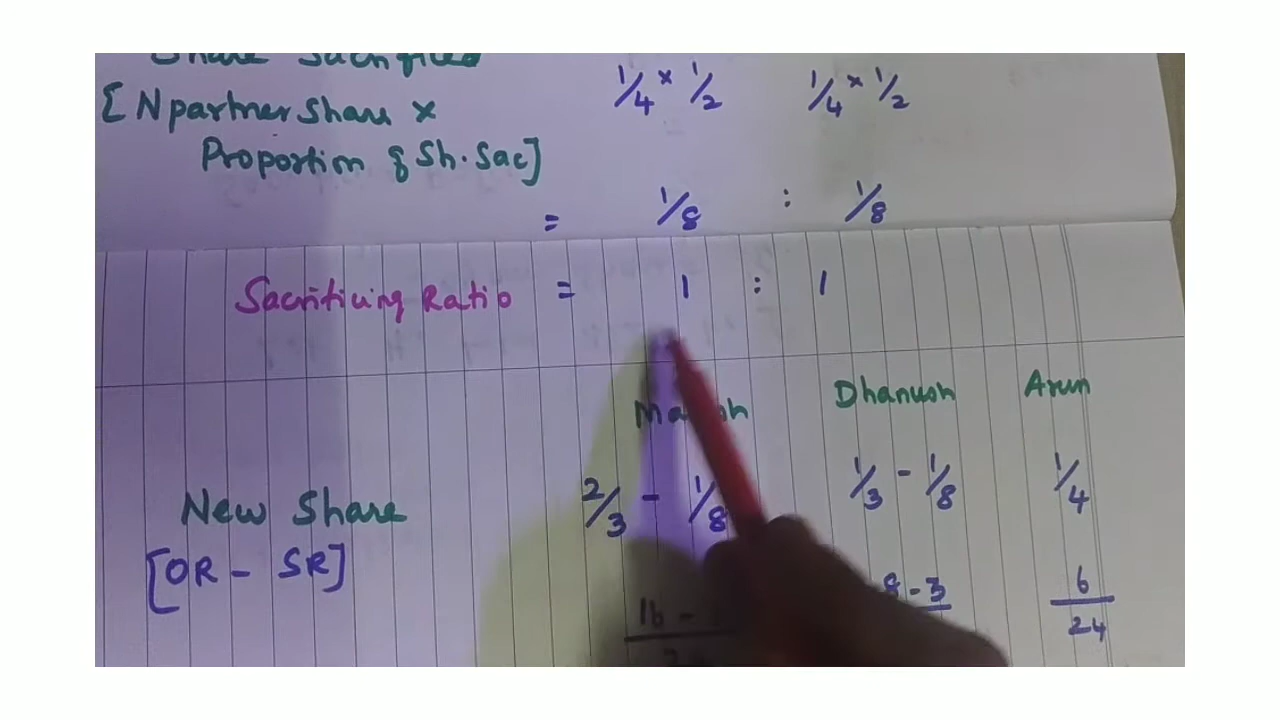 Share Sacrificed
[N partner Share × 1/4 × 1/2 1/4 × 1/2
Proportion of Sh. Sac]
= 1/8 : 1/8
Sacrificing Ratio = 1 : 1
Dhanush Arun
New Share 2/3 - 1/8 1/3 - 1/8 1/4
[OR - SR]
16 - 8 - 3 6
24